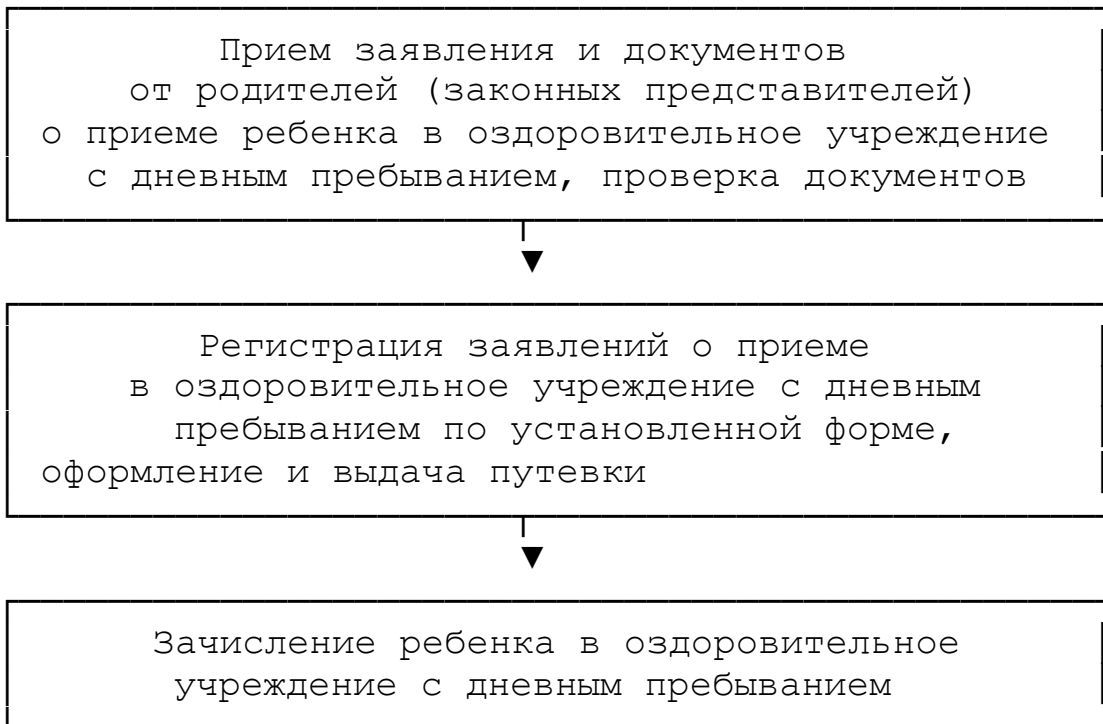 Прием заявления и документов
от родителей (законных представителей)
о приеме ребенка в оздоровительное учреждение
с дневным пребыванием, проверка документов
Регистрация заявлений о приеме
в оздоровительное учреждение с дневным
пребыванием по установленной форме,
оформление и выдача путевки
Зачисление ребенка в оздоровительное
учреждение с дневным пребыванием